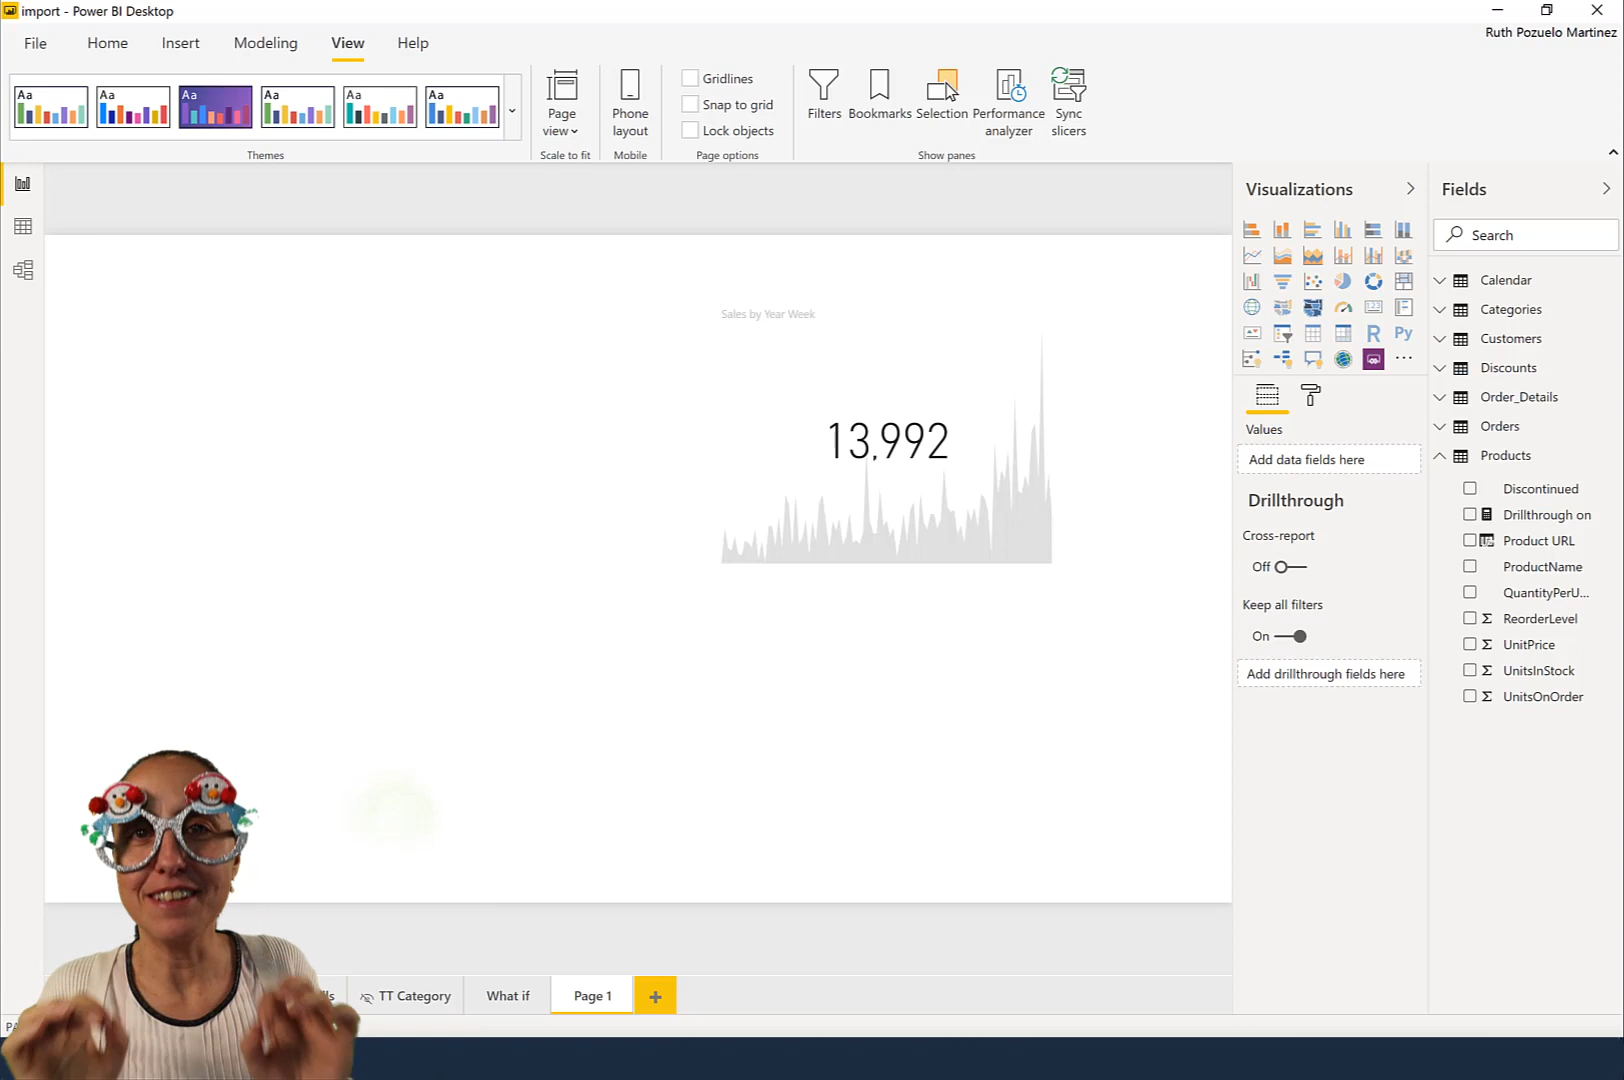 import - Power BI Desktop
Ruth Pozuelo Martinez
File Home Insert Modeling View Help
Aa Aa Aa Aa Aa Aa
Page view
Phone layout
Gridlines
Snap to grid
Lock objects
Filters
Bookmarks
Selection
Performance analyzer
Sync slicers
Themes Scale to fit Mobile Page options Show panes
Sales by Year Week
13,992
Visualizations
123
R Py
Values
Add data fields here
Drillthrough
Cross-report
Off
Keep all filters
On
Add drillthrough fields here
Fields
Search
Calendar
Categories
Customers
Discounts
Order_Details
Orders
Products
Discontinued
Drillthrough on
Product URL
ProductName
QuantityPerU...
ReorderLevel
UnitPrice
UnitsInStock
UnitsOnOrder
TT Category What if Page 1 +